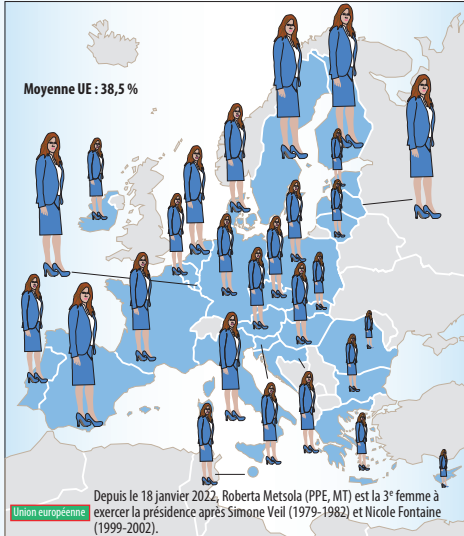 Moyenne UE : 38,5 %
Union européenne
Depuis le 18 janvier 2022, Roberta Metsola (PPE, MT) est la 3e femme à
exercer la présidence après Simone Veil (1979-1982) et Nicole Fontaine
(1999-2002).